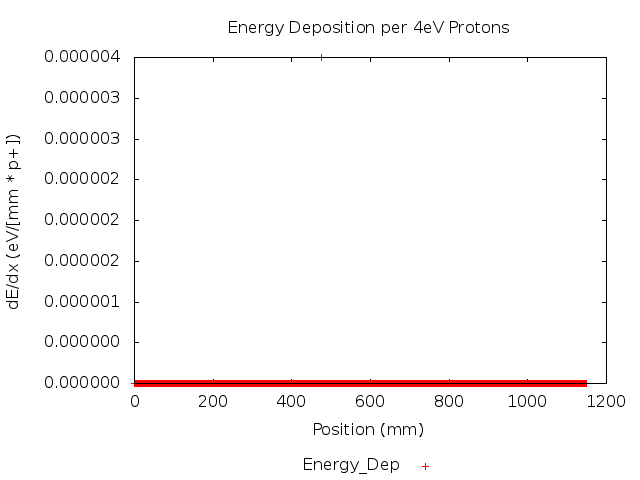 Energy Deposition per 4eV Protons
0.000004
0.000003
0.000003
0.000002
0.000002
0.000002
0.000001
0.000000
0.000000
dE/dx (eV/[mm * p+])
0 200 400 600 800 1000 1200
Position (mm)
Energy_Dep